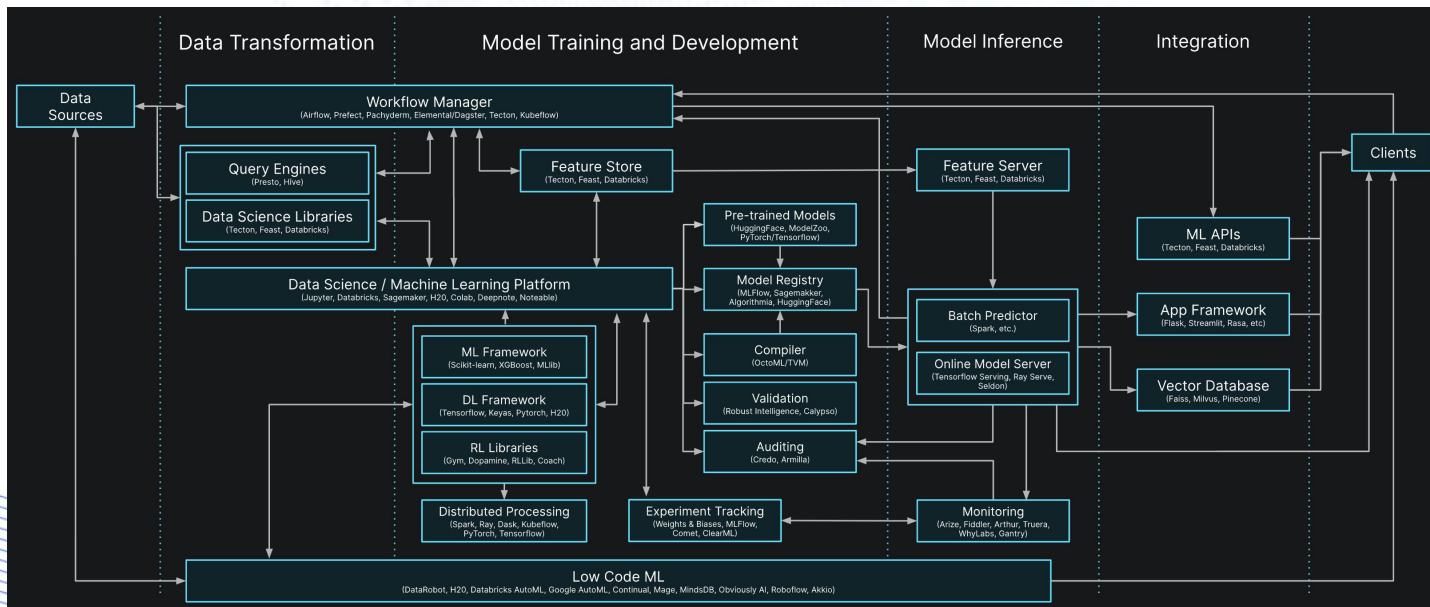 Data Transformation
Model Training and Development
Model Inference
Integration
Data
Sources
Workflow Manager
(Airflow, Prefect, Pachyderm, Elemental/Dagster, Tecton, Kubeflow)
Clients
Query Engines
(Presto, Hive)
Data Science Libraries
(Tecton, Feast, Databricks)
Feature Store
(Tecton, Feast, Databricks)
Feature Server
(Tecton, Feast, Databricks)
Pre-trained Models
(HuggingFace, ModelZoo,
PyTorch/Tensorflow)
ML APIs
(Tecton, Feast, Databricks)
Data Science / Machine Learning Platform
(Jupyter, Databricks, Sagemaker, H20, Colab, Deepnote, Noteable)
Model Registry
(MLFlow, Sagemakker,
Algorithmia, HuggingFace)
Batch Predictor
(Spark, etc.)
App Framework
(Flask, Streamlit, Rasa, etc)
ML Framework
(Scikit-learn, XGBoost, MLlib)
Compiler
(OctoML/TVM)
Online Model Server
(Tensorflow Serving, Ray Serve,
Seldon)
DL Framework
(Tensorflow, Keyas, Pytorch, H20)
Validation
(Robust Intelligence, Calypso)
Vector Database
(Faiss, Milvus, Pinecone)
RL Libraries
(Gym, Dopamine, RLLib, Coach)
Auditing
(Credo, Armilla)
Distributed Processing
(Spark, Ray, Dask, Kubeflow,
PyTorch, Tensorflow)
Experiment Tracking
(Weights & Biases, MLFlow,
Comet, ClearML)
Monitoring
(Arize, Fiddler, Arthur, Truera,
WhyLabs, Gantry)
Low Code ML
(DataRobot, H20, Databricks AutoML, Google AutoML, Continual, Mage, MindsDB, Obviously AI, Roboflow, Akkio)